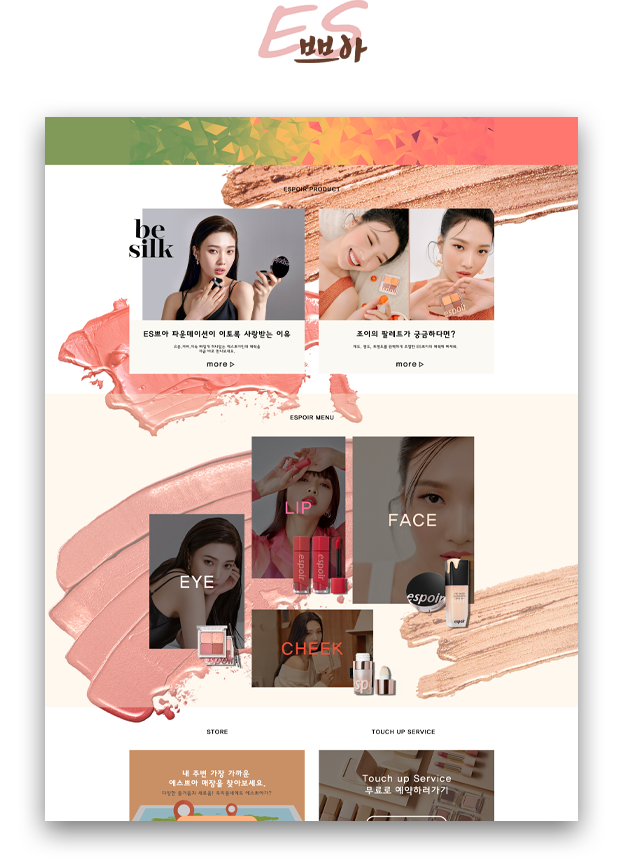 ES
쁘아
ESPOIR PRODUCT
be
silk
ES쁘아 파운데이션이 이토록 사랑받는 이유
more ▷
조이의 팔레트가 궁금하다면?
more ▷
ESPOIR MENU
LIP
FACE
EYE
espoir
espoir
espoir
CHEEK
STORE
TOUCH UP SERVICE
내 주변 가장 가까운
에스쁘아 매장을 찾아보세요.
Touch up Service
무료로 예약하러가기